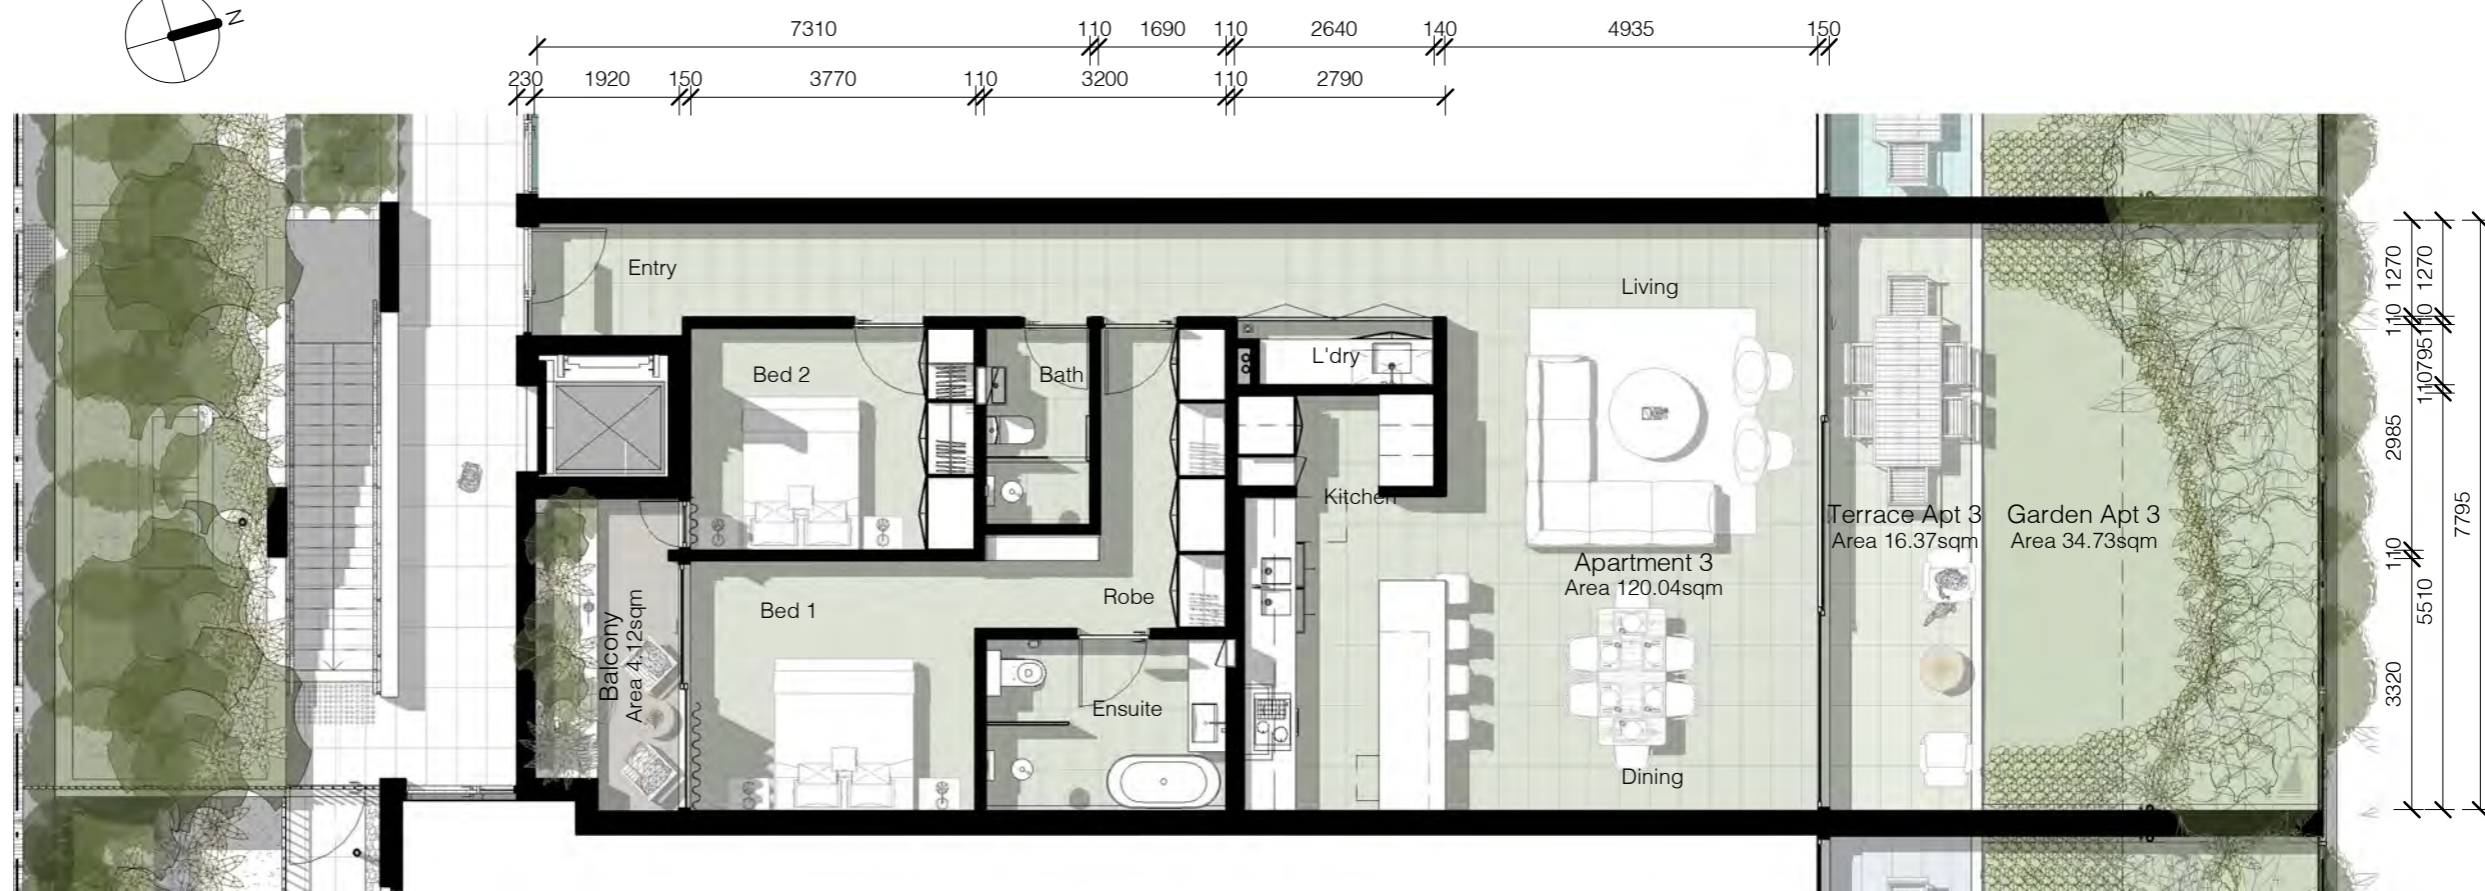 N
7310 110 1690 110 2640 140 4935 150
230 1920 150 3770 110 3200 110 2790
Entry
Living
Bed 2
Bath
L'dry
Kitchen
Terrace Apt 3
Area 16.37sqm
Garden Apt 3
Area 34.73sqm
Apartment 3
Area 120.04sqm
Balcony
Area 4.12sqm
Bed 1
Robe
Ensuite
Dining
1270 110 2985 110 3320
1270 110 795 110 5510
7795